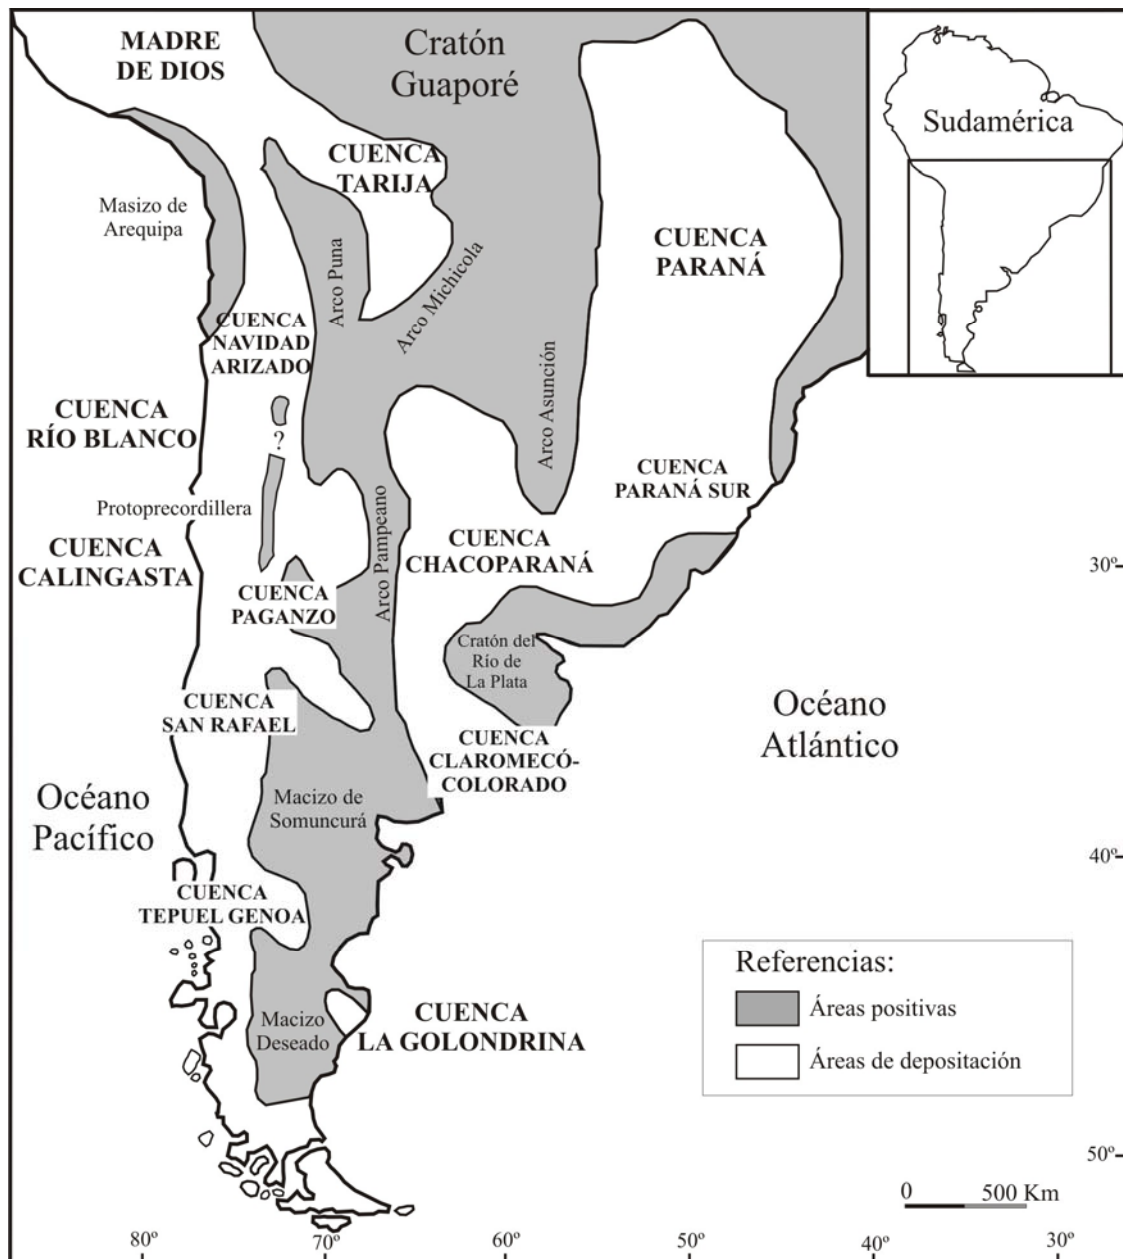 MADRE
DE DIOS
Cratón
Guaporé
Sudamérica
CUENCA
TARIJA
Masizo de
Arequipa
CUENCA
PARANÁ
Arco Puna
Arco Michicola
CUENCA
NAVIDAD
ARIZADO
Arco Asunción
CUENCA
RÍO BLANCO
?
CUENCA
PARANÁ SUR
Protoprecordillera
CUENCA
CALINGASTA
Arco Pampeano
CUENCA
CHACOPARANÁ
30º
CUENCA
PAGANZO
Cratón del
Río de
La Plata
CUENCA
SAN RAFAEL
Océano
Atlántico
CUENCA
CLAROMECÓ-
COLORADO
Océano
Pacífico
Macizo de
Somuncurá
40º
CUENCA
TEPUEL GENOA
Referencias:
Áreas positivas
Áreas de depositación
Macizo
Deseado
CUENCA
LA GOLONDRINA
50º
0 500 Km
80º 70º 60º 50º 40º 30º